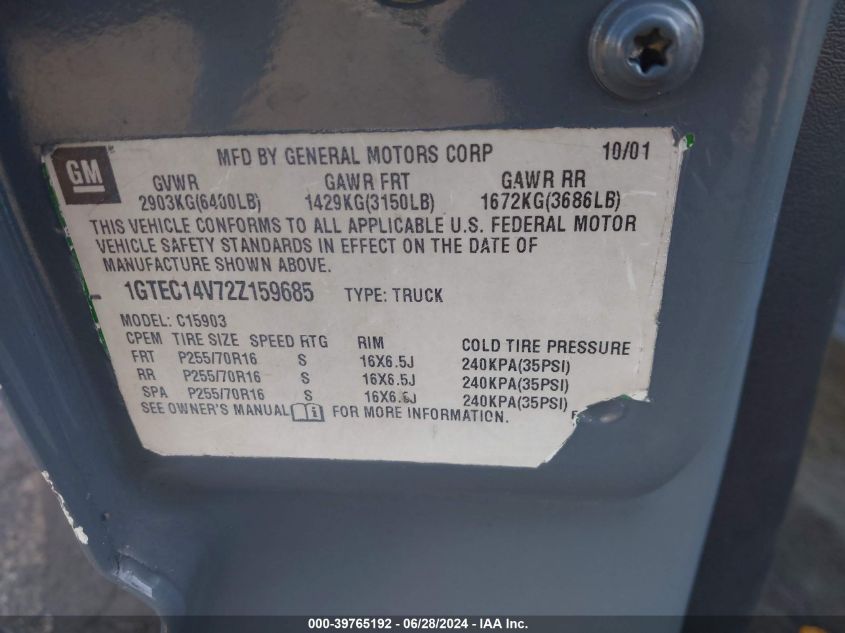 GM
MFD BY GENERAL MOTORS CORP 10/01
GVWR GAWR FRT GAWR RR
2903KG(6400LB) 1429KG(3150LB) 1672KG(3686LB)
THIS VEHICLE CONFORMS TO ALL APPLICABLE U.S. FEDERAL MOTOR
VEHICLE SAFETY STANDARDS IN EFFECT ON THE DATE OF
MANUFACTURE SHOWN ABOVE.
1GTEC14V72Z159685 TYPE: TRUCK
MODEL: C15903
CPEM TIRE SIZE SPEED RTG RIM COLD TIRE PRESSURE
FRT P255/70R16 S 16X6.5J 240KPA(35PSI)
RR P255/70R16 S 16X6.5J 240KPA(35PSI)
SPA P255/70R16 S 16X6.5J 240KPA(35PSI)
SEE OWNER'S MANUAL i FOR MORE INFORMATION. F
000-39765192 - 06/28/2024 - IAA Inc.